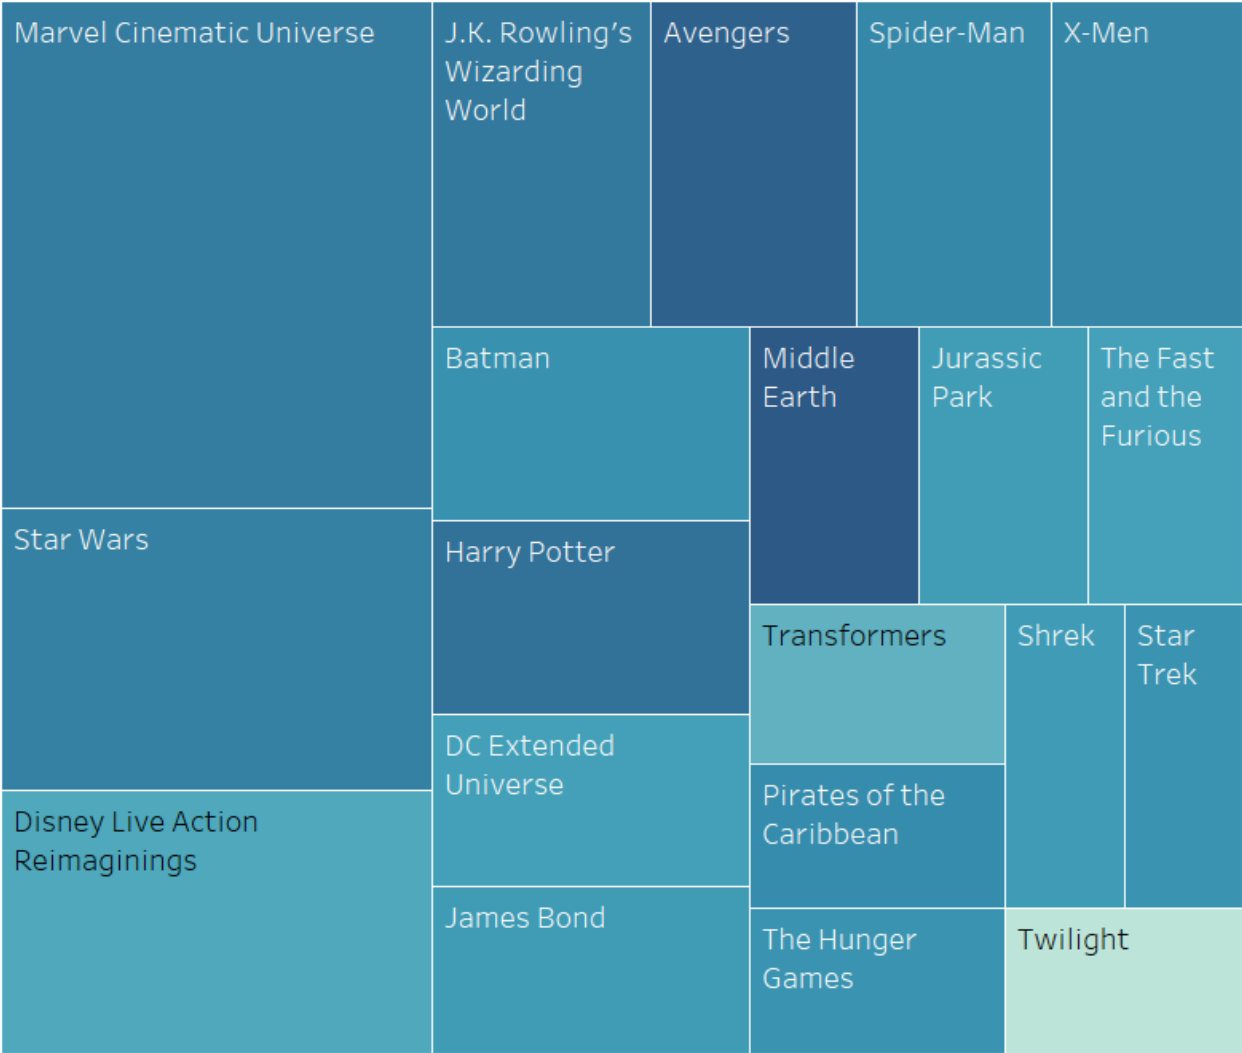 Marvel Cinematic Universe
J.K. Rowling’s
Wizarding
World
Avengers
Spider-Man
X-Men
Batman
Middle
Earth
Jurassic
Park
The Fast
and the
Furious
Star Wars
Harry Potter
Transformers
Shrek
Star
Trek
DC Extended
Universe
Pirates of the
Caribbean
Disney Live Action
Reimaginings
James Bond
The Hunger
Games
Twilight